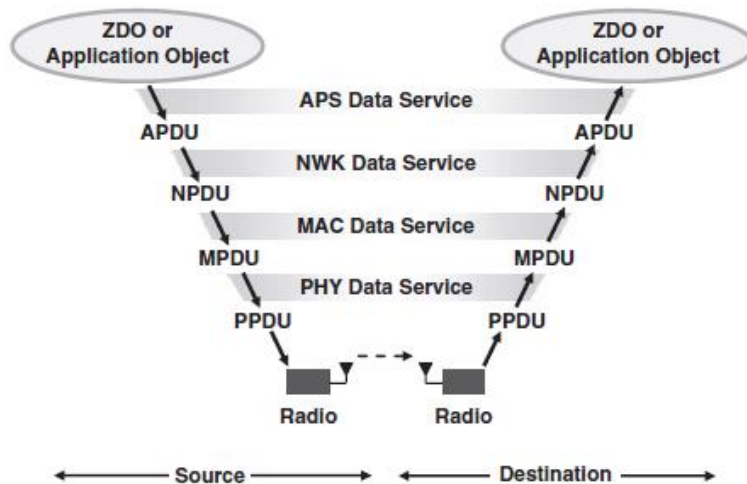 ZDO or
Application Object
ZDO or
Application Object
APS Data Service
APDU
APDU
NWK Data Service
NPDU
NPDU
MAC Data Service
MPDU
MPDU
PHY Data Service
PPDU
PPDU
Radio
Radio
Source
Destination